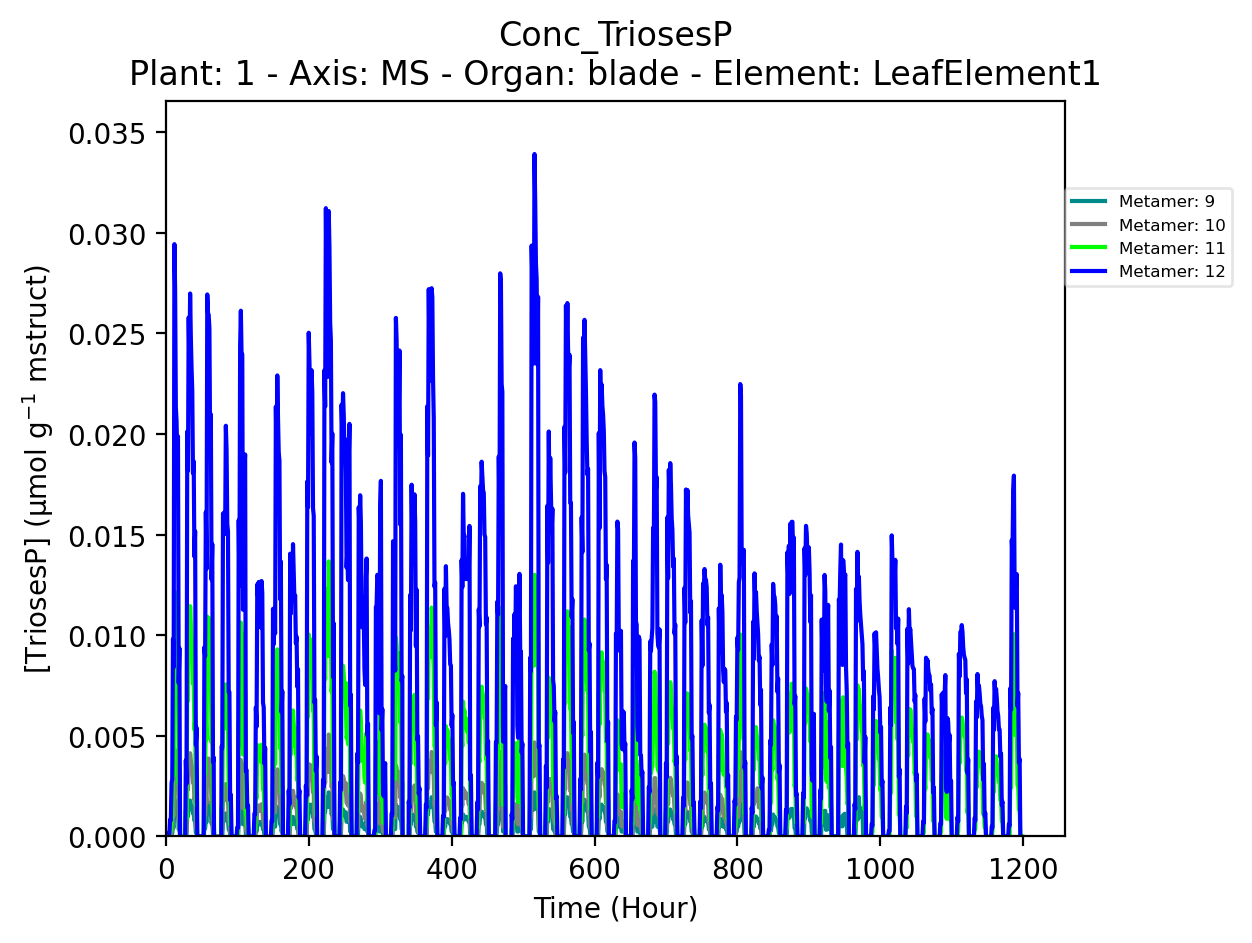 Conc_TriosesP
Plant: 1 - Axis: MS - Organ: blade - Element: LeafElement1
[TriosesP] (µmol g⁻¹ mstruct)
0.035
0.030
0.025
0.020
0.015
0.010
0.005
0.000
0 200 400 600 800 1000 1200
Time (Hour)
Metamer: 9
Metamer: 10
Metamer: 11
Metamer: 12